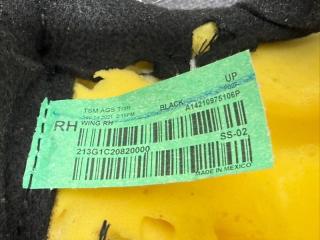 UP
TSM AGS Trim
BLACK
A14210975106P
RH
WING RH
SS-02
213G1C20820000
MADE IN MEXICO